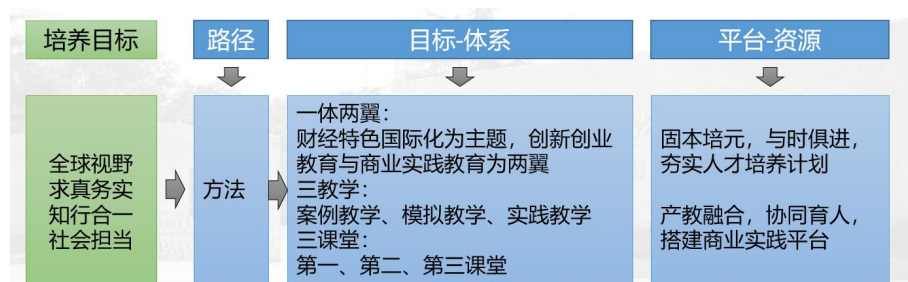 培养目标
路径
目标-体系
平台-资源
全球视野
求真务实
知行合一
社会担当
方法
一体两翼：
财经特色国际化为主题，创新创业
教育与商业实践教育为两翼
三教学：
案例教学、模拟教学、实践教学
三课堂：
第一、第二、第三课堂
固本培元，与时俱进，
夯实人才培养计划
产教融合，协同育人，
搭建商业实践平台